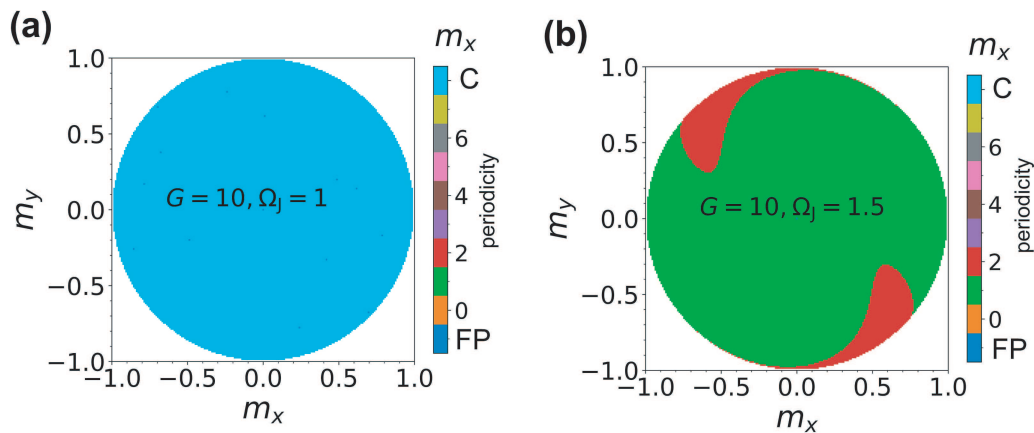 (a)
m_x
1.0
0.5
0.0
−0.5
−1.0
m_y
G = 10, Ω_J = 1
−1.0 −0.5 0.0 0.5 1.0
m_x
C
6
4
2
0
FP
periodicity
(b)
m_x
1.0
0.5
0.0
−0.5
−1.0
m_y
G = 10, Ω_J = 1.5
−1.0 −0.5 0.0 0.5 1.0
m_x
C
6
4
2
0
FP
periodicity